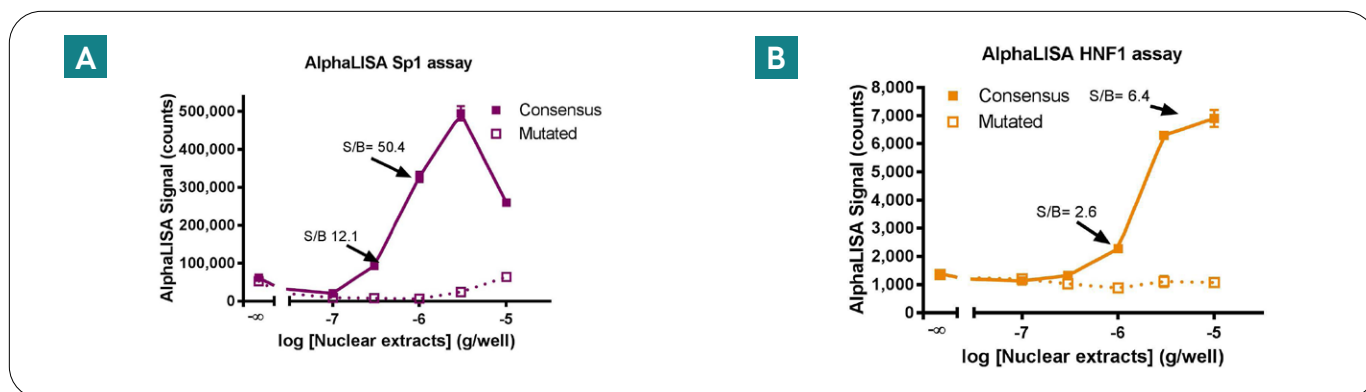 A
AlphaLISA Sp1 assay
AlphaLISA Signal (counts)
500,000
400,000
300,000
200,000
100,000
0
Consensus
Mutated
S/B= 50.4
S/B 12.1
-∞
-7
-6
-5
log [Nuclear extracts] (g/well)
B
AlphaLISA HNF1 assay
AlphaLISA Signal (counts)
8,000
7,000
6,000
5,000
4,000
3,000
2,000
1,000
0
Consensus
Mutated
S/B= 6.4
S/B= 2.6
-∞
-7
-6
-5
log [Nuclear extracts] (g/well)